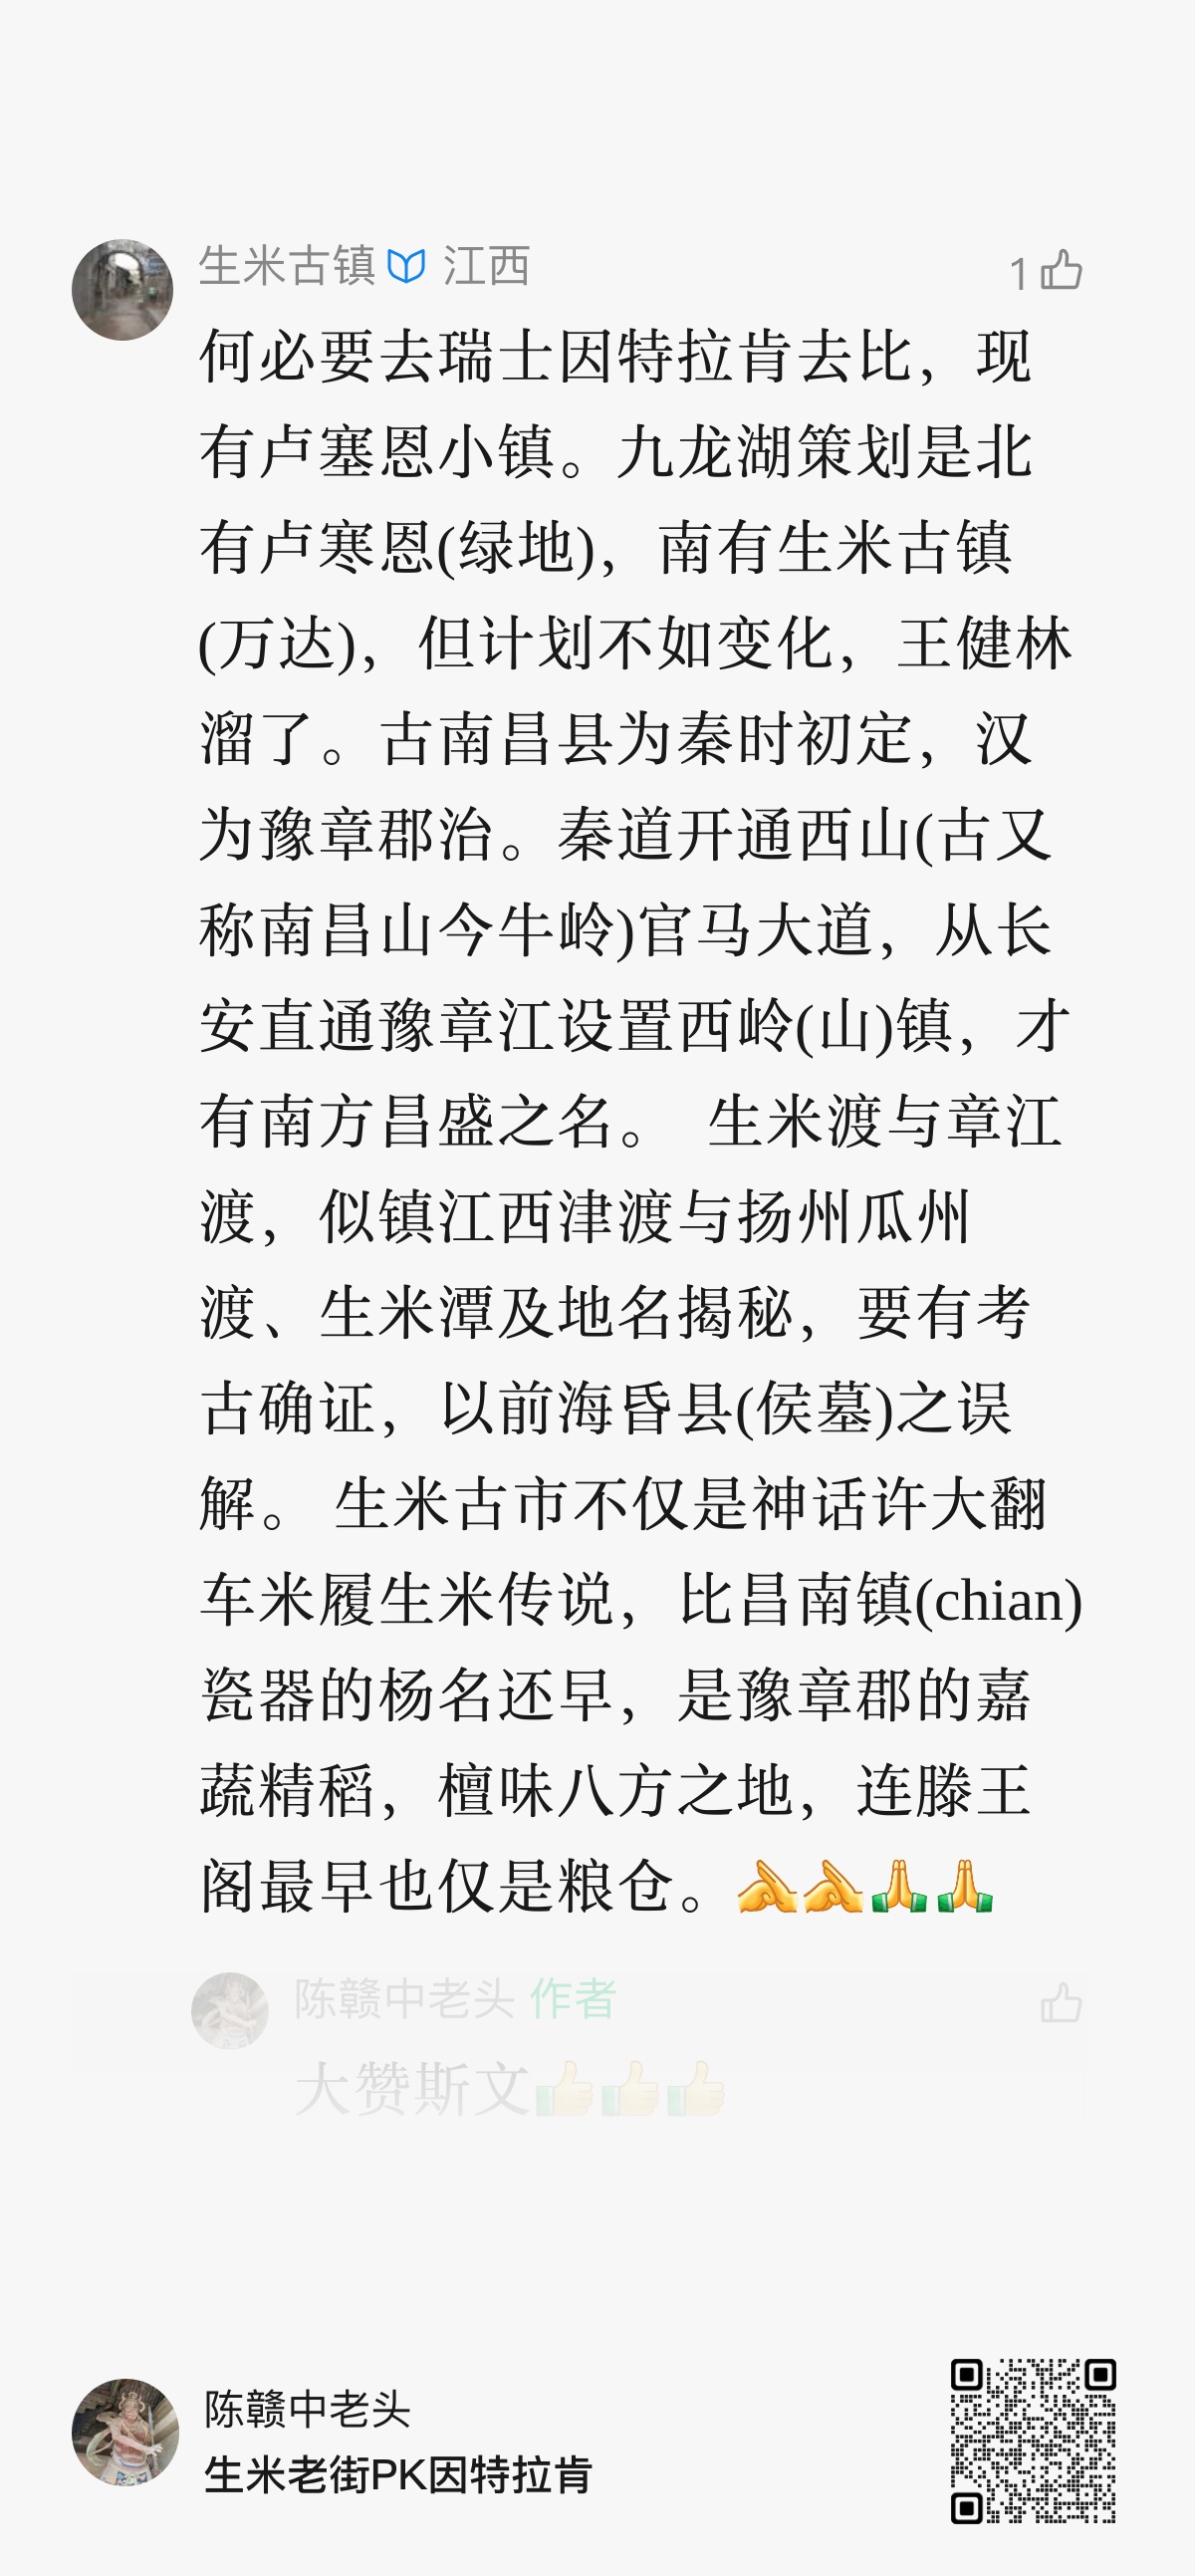 生米古镇 江西
1
何必要去瑞士因特拉肯去比，现
有卢塞恩小镇。九龙湖策划是北
有卢寒恩(绿地)，南有生米古镇
(万达)，但计划不如变化，王健林
溜了。古南昌县为秦时初定，汉
为豫章郡治。秦道开通西山(古又
称南昌山今牛岭)官马大道，从长
安直通豫章江设置西岭(山)镇，才
有南方昌盛之名。 生米渡与章江
渡，似镇江西津渡与扬州瓜州
渡、生米潭及地名揭秘，要有考
古确证，以前海昏县(侯墓)之误
解。 生米古市不仅是神话许大翻
车米履生米传说，比昌南镇(chian)
瓷器的杨名还早，是豫章郡的嘉
蔬精稻，檀味八方之地，连滕王
阁最早也仅是粮仓。
陈赣中老头 作者
大赞斯文
陈赣中老头
生米老街PK因特拉肯